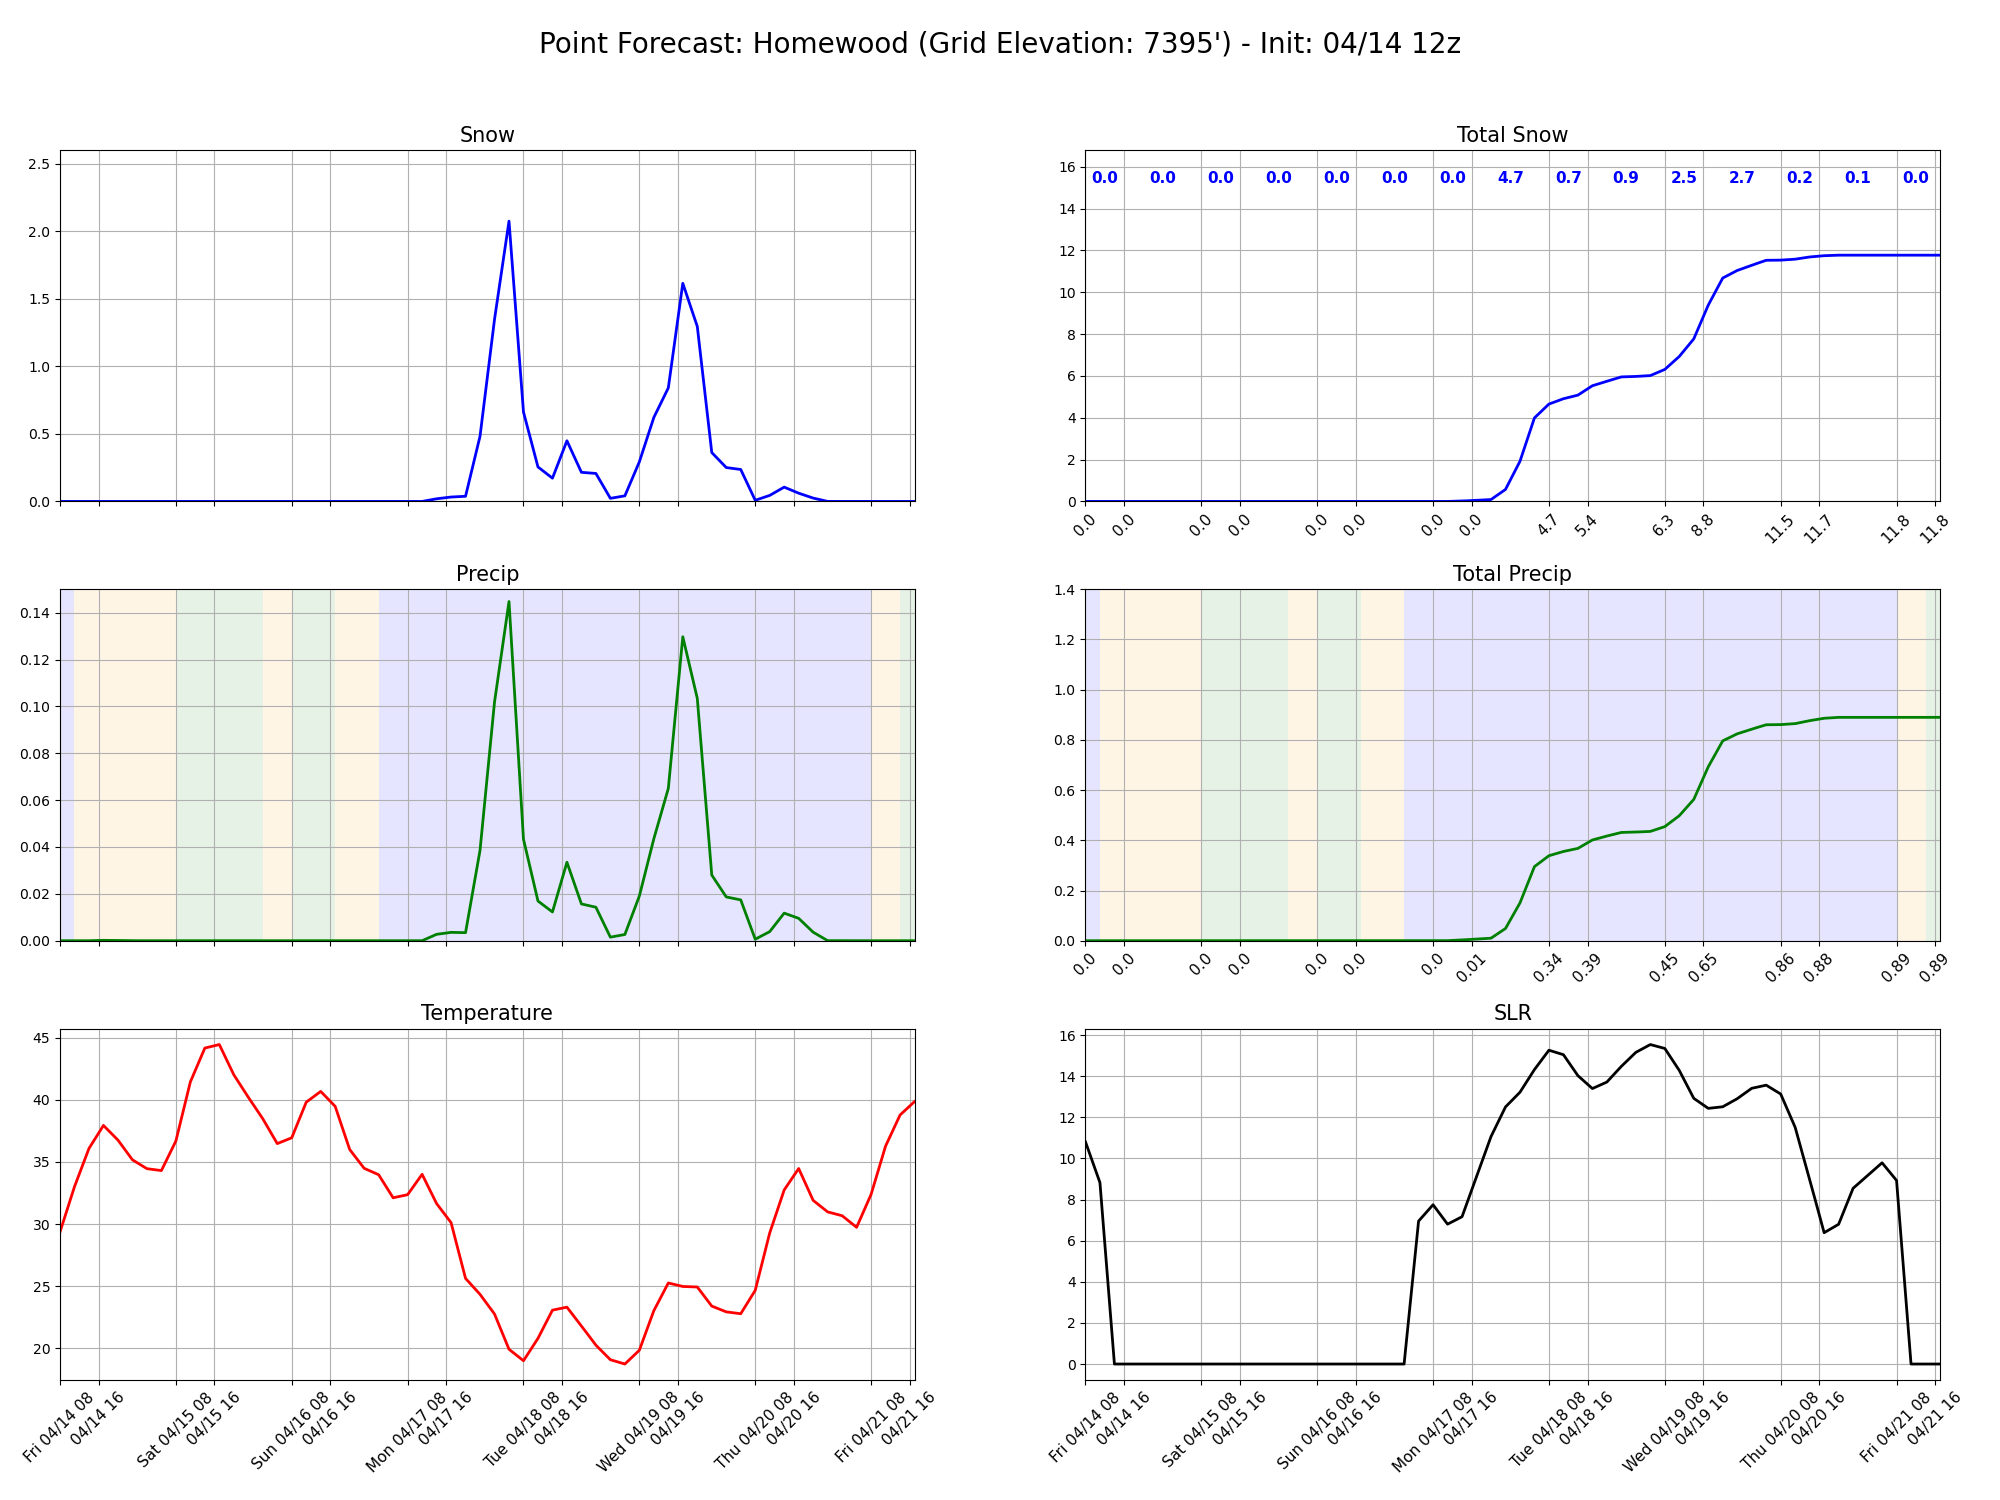 Point Forecast: Homewood (Grid Elevation: 7395') - Init: 04/14 12z
Snow
2.5
2.0
1.5
1.0
0.5
0.0
Total Snow
16
14
12
10
8
6
4
2
0
0.0 0.0 0.0 0.0 0.0 0.0 0.0 4.7 0.7 0.9 2.5 2.7 0.2 0.1 0.0
0.0 0.0 0.0 0.0 0.0 0.0 0.0 0.0 4.7 5.4 6.3 8.8 11.5 11.7 11.8 11.8
Precip
0.14
0.12
0.10
0.08
0.06
0.04
0.02
0.00
Total Precip
1.4
1.2
1.0
0.8
0.6
0.4
0.2
0.0
0.0 0.0 0.0 0.0 0.0 0.0 0.0 0.01 0.34 0.39 0.45 0.65 0.86 0.88 0.89 0.89
Temperature
45
40
35
30
25
20
Fri 04/14 08
04/14 16
Sat 04/15 08
04/15 16
Sun 04/16 08
04/16 16
Mon 04/17 08
04/17 16
Tue 04/18 08
04/18 16
Wed 04/19 08
04/19 16
Thu 04/20 08
04/20 16
Fri 04/21 08
04/21 16
SLR
16
14
12
10
8
6
4
2
0
Fri 04/14 08
04/14 16
Sat 04/15 08
04/15 16
Sun 04/16 08
04/16 16
Mon 04/17 08
04/17 16
Tue 04/18 08
04/18 16
Wed 04/19 08
04/19 16
Thu 04/20 08
04/20 16
Fri 04/21 08
04/21 16